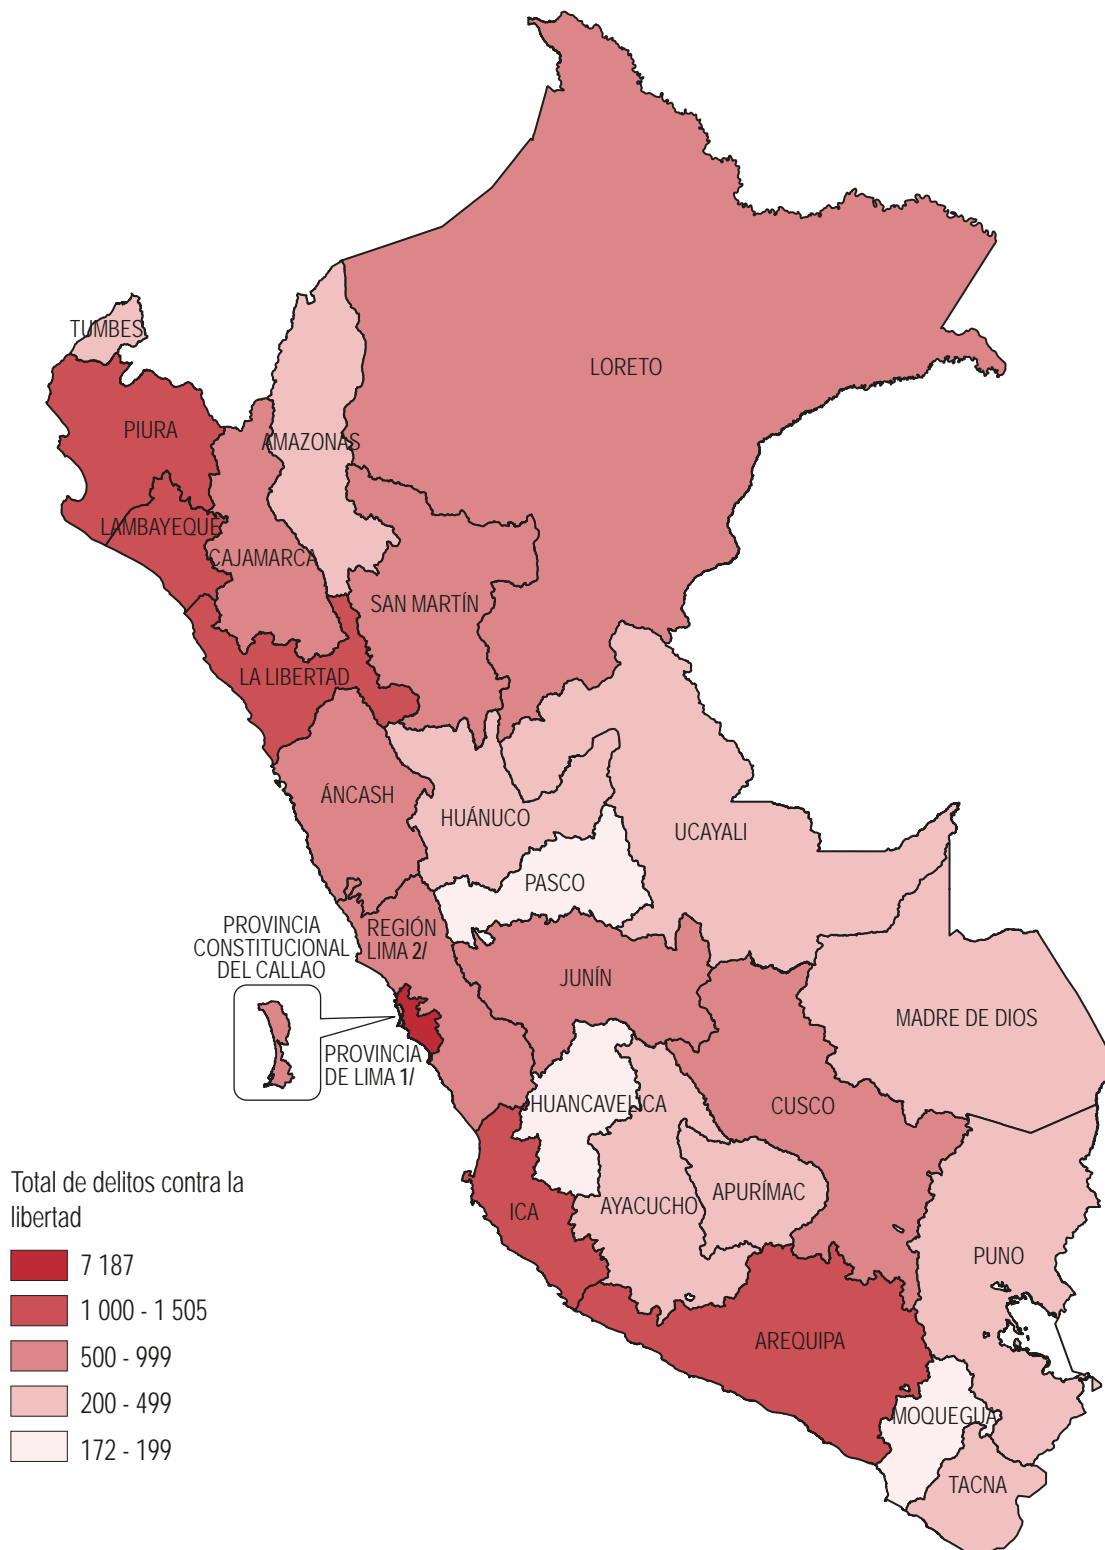 LORETO
TUMBES
PIURA
AMAZONAS
LAMBAYEQUE
CAJAMARCA
SAN MARTÍN
LA LIBERTAD
ÁNCASH
HUÁNUCO
UCAYALI
PASCO
PROVINCIA
CONSTITUCIONAL
DEL CALLAO
REGIÓN
LIMA 2/
JUNÍN
MADRE DE DIOS
PROVINCIA
DE LIMA 1/
HUANCAVELICA
CUSCO
ICA
AYACUCHO
APURÍMAC
PUNO
AREQUIPA
MOQUEGUA
TACNA
Total de delitos contra la
libertad
7 187
1 000 - 1 505
500 - 999
200 - 499
172 - 199